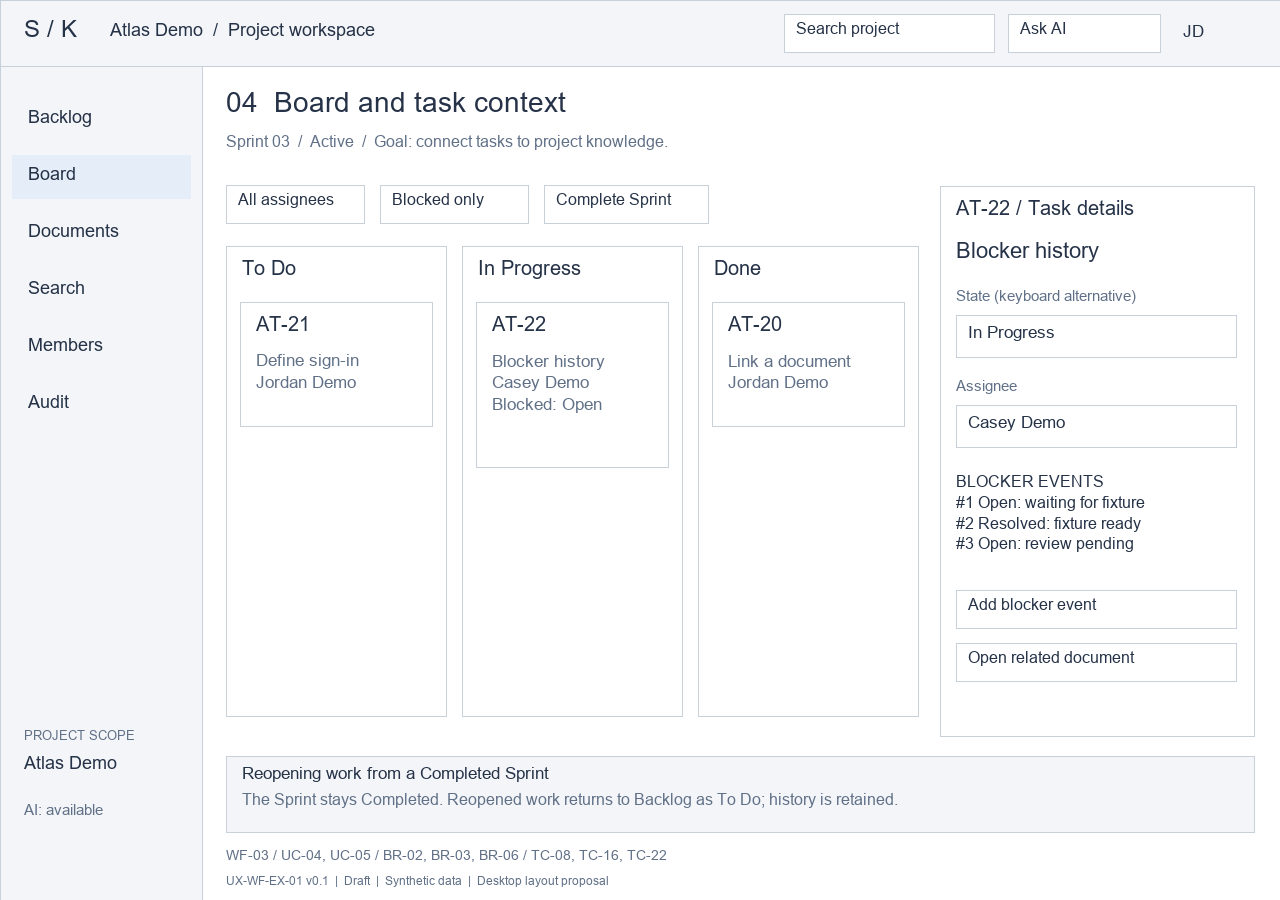 S / K
Atlas Demo / Project workspace
Search project
Ask AI
JD
Backlog
Board
Documents
Search
Members
Audit
PROJECT SCOPE
Atlas Demo
AI: available
04 Board and task context
Sprint 03 / Active / Goal: connect tasks to project knowledge.
All assignees
Blocked only
Complete Sprint
To Do
AT-21
Define sign-in
Jordan Demo
In Progress
AT-22
Blocker history
Casey Demo
Blocked: Open
Done
AT-20
Link a document
Jordan Demo
AT-22 / Task details
Blocker history
State (keyboard alternative)
In Progress
Assignee
Casey Demo
BLOCKER EVENTS
#1 Open: waiting for fixture
#2 Resolved: fixture ready
#3 Open: review pending
Add blocker event
Open related document
Reopening work from a Completed Sprint
The Sprint stays Completed. Reopened work returns to Backlog as To Do; history is retained.
WF-03 / UC-04, UC-05 / BR-02, BR-03, BR-06 / TC-08, TC-16, TC-22
UX-WF-EX-01 v0.1 | Draft | Synthetic data | Desktop layout proposal